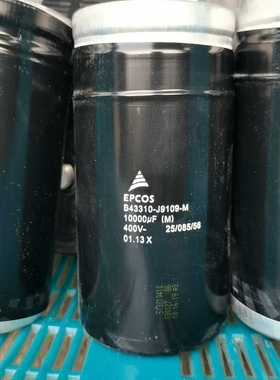 EPCOS
B43310-J9109-M
10000µF (M)
400V- 25/085/56
01.13 X